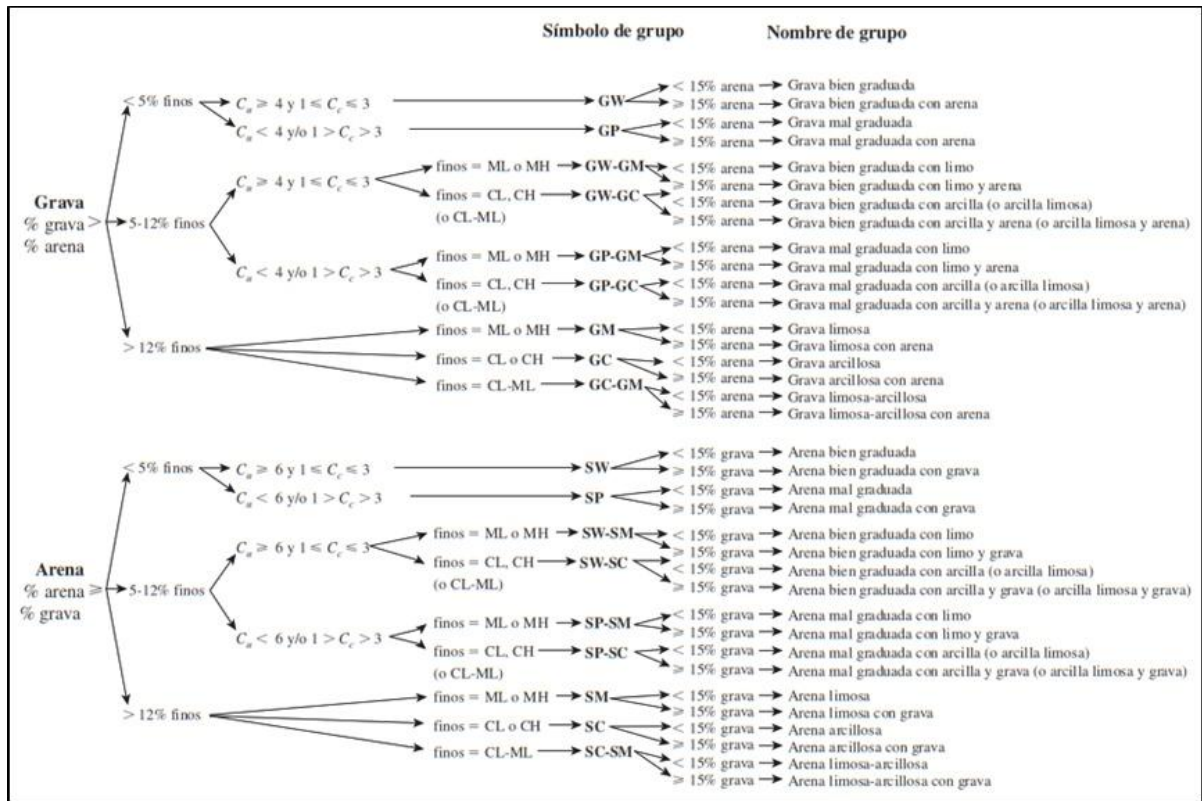 Símbolo de grupo Nombre de grupo
< 15% arena Grava bien graduada
< 5% finos Cu ≥ 4 y 1 ≤ Cc ≤ 3 GW ≥ 15% arena Grava bien graduada con arena
Cu < 4 y/o 1 > Cc > 3 GP < 15% arena Grava mal graduada
≥ 15% arena Grava mal graduada con arena
finos = ML o MH GW-GM < 15% arena Grava bien graduada con limo
Cu ≥ 4 y 1 ≤ Cc ≤ 3 ≥ 15% arena Grava bien graduada con limo y arena
Grava finos = CL, CH GW-GC < 15% arena Grava bien graduada con arcilla (o arcilla limosa)
% grava > 5-12% finos (o CL-ML) ≥ 15% arena Grava bien graduada con arcilla y arena (o arcilla limosa y arena)
% arena finos = ML o MH GP-GM < 15% arena Grava mal graduada con limo
Cu < 4 y/o 1 > Cc > 3 ≥ 15% arena Grava mal graduada con limo y arena
finos = CL, CH GP-GC < 15% arena Grava mal graduada con arcilla (o arcilla limosa)
(o CL-ML) ≥ 15% arena Grava mal graduada con arcilla y arena (o arcilla limosa y arena)
finos = ML o MH GM < 15% arena Grava limosa
> 12% finos ≥ 15% arena Grava limosa con arena
finos = CL o CH GC < 15% arena Grava arcillosa
≥ 15% arena Grava arcillosa con arena
finos = CL-ML GC-GM < 15% arena Grava limosa-arcillosa
≥ 15% arena Grava limosa-arcillosa con arena
< 15% grava Arena bien graduada
< 5% finos Cu ≥ 6 y 1 ≤ Cc ≤ 3 SW ≥ 15% grava Arena bien graduada con grava
Cu < 6 y/o 1 > Cc > 3 SP < 15% grava Arena mal graduada
≥ 15% grava Arena mal graduada con grava
finos = ML o MH SW-SM < 15% grava Arena bien graduada con limo
Cu ≥ 6 y 1 ≤ Cc ≤ 3 ≥ 15% grava Arena bien graduada con limo y grava
Arena finos = CL, CH SW-SC < 15% grava Arena bien graduada con arcilla (o arcilla limosa)
% arena ≥ 5-12% finos (o CL-ML) ≥ 15% grava Arena bien graduada con arcilla y grava (o arcilla limosa y grava)
% grava finos = ML o MH SP-SM < 15% grava Arena mal graduada con limo
Cu < 6 y/o 1 > Cc > 3 ≥ 15% grava Arena mal graduada con limo y grava
finos = CL, CH SP-SC < 15% grava Arena mal graduada con arcilla (o arcilla limosa)
(o CL-ML) ≥ 15% grava Arena mal graduada con arcilla y grava (o arcilla limosa y grava)
finos = ML o MH SM < 15% grava Arena limosa
> 12% finos ≥ 15% grava Arena limosa con grava
finos = CL o CH SC < 15% grava Arena arcillosa
≥ 15% grava Arena arcillosa con grava
finos = CL-ML SC-SM < 15% grava Arena limosa-arcillosa
≥ 15% grava Arena limosa-arcillosa con grava